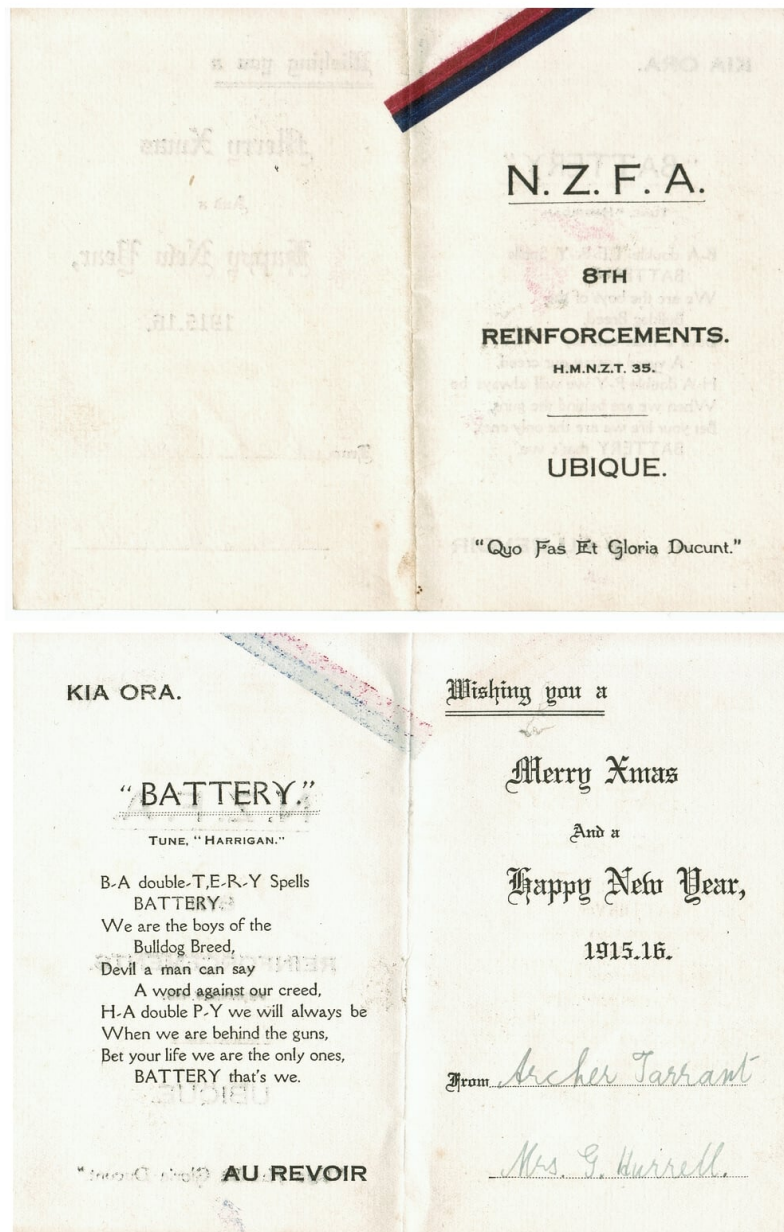 N. Z. F. A.
8TH
REINFORCEMENTS.
H.M.N.Z.T. 35.
UBIQUE.
"Quo Fas Et Gloria Ducunt."
KIA ORA.
"BATTERY."
TUNE, "HARRIGAN."
B-A double-T,E-R-Y Spells
BATTERY.
We are the boys of the
Bulldog Breed,
Devil a man can say
A word against our creed,
H-A double P-Y we will always be
When we are behind the guns,
Bet your life we are the only ones,
BATTERY that's we.
AU REVOIR
Wishing you a
Merry Xmas
And a
Happy New Year,
1915.16.
From Archer Tarrant
Mrs. G. Hurrell.